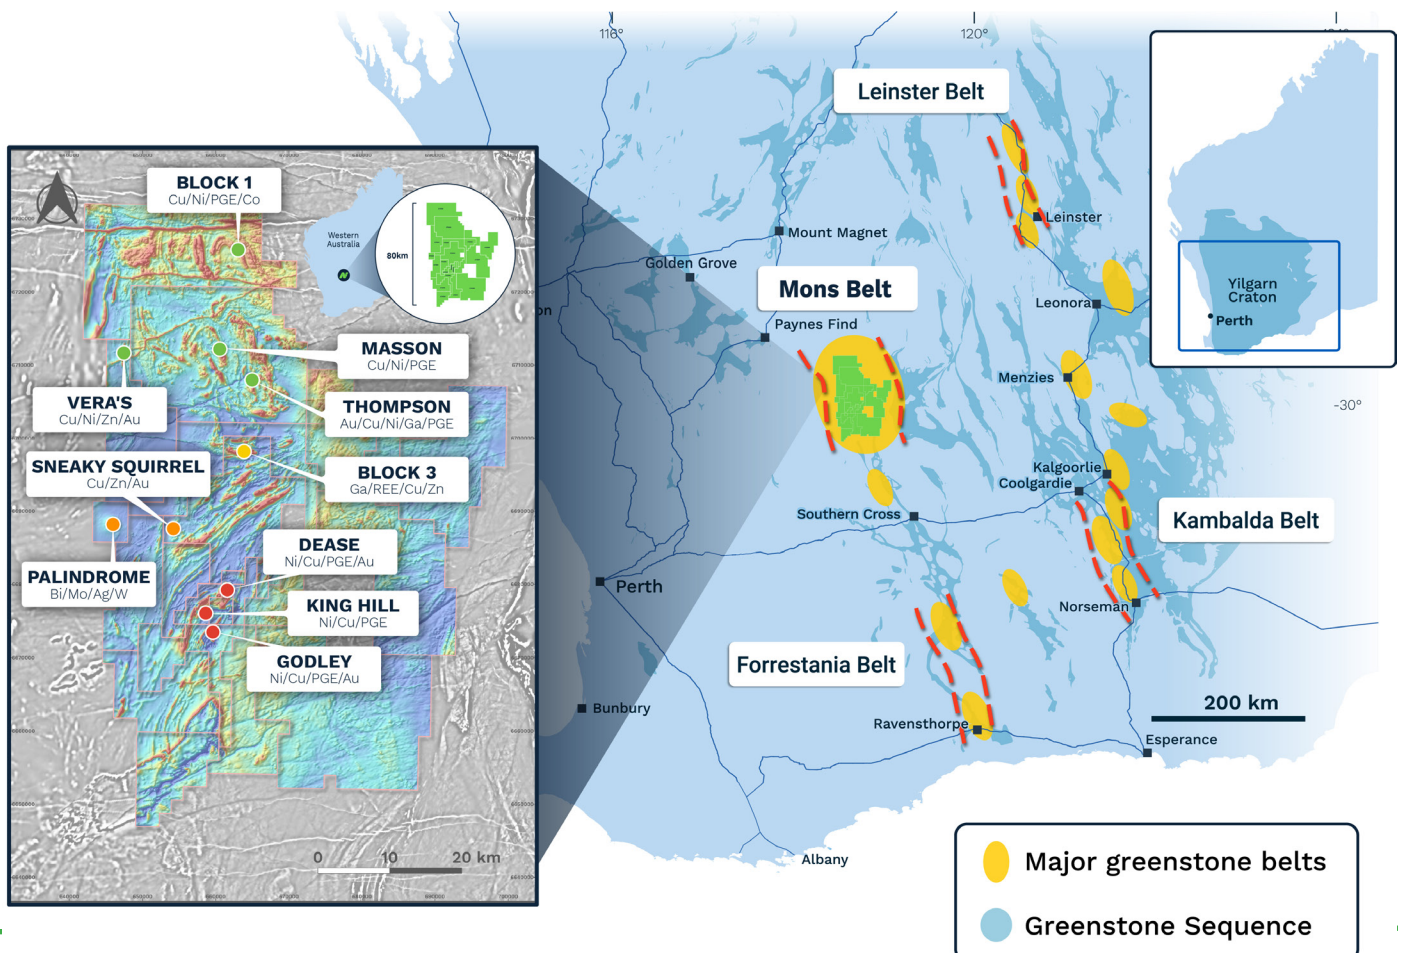 118°
120°
Leinster Belt
Leinster
Mount Magnet
Golden Grove
Mons Belt
Leonora
Paynes Find
Menzies
-30°
Kalgoorlie
Coolgardie
Southern Cross
Kambalda Belt
Perth
Norseman
Forrestania Belt
Bunbury
Ravensthorpe
200 km
Esperance
Albany
on
Yilgarn
Craton
Perth
Major greenstone belts
Greenstone Sequence
BLOCK 1
Cu/Ni/PGE/Co
Western
Australia
80km
MASSON
Cu/Ni/PGE
VERA'S
Cu/Ni/Zn/Au
THOMPSON
Au/Cu/Ni/Ga/PGE
SNEAKY SQUIRREL
Cu/Zn/Au
BLOCK 3
Ga/REE/Cu/Zn
DEASE
Ni/Cu/PGE/Au
PALINDROME
Bi/Mo/Ag/W
KING HILL
Ni/Cu/PGE
GODLEY
Ni/Cu/PGE/Au
0 10 20 km